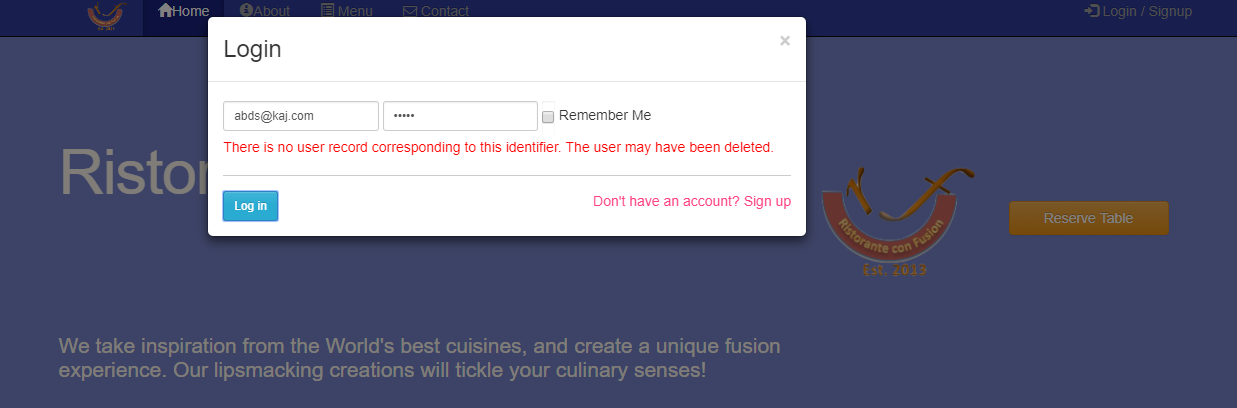 Home About Menu Contact Login / Signup
Login ×
abds@kaj.com ••••• Remember Me
There is no user record corresponding to this identifier. The user may have been deleted.
Log in Don't have an account? Sign up
Ristor
Ristorante con Fusion
Est. 2013
Reserve Table
We take inspiration from the World's best cuisines, and create a unique fusion
experience. Our lipsmacking creations will tickle your culinary senses!